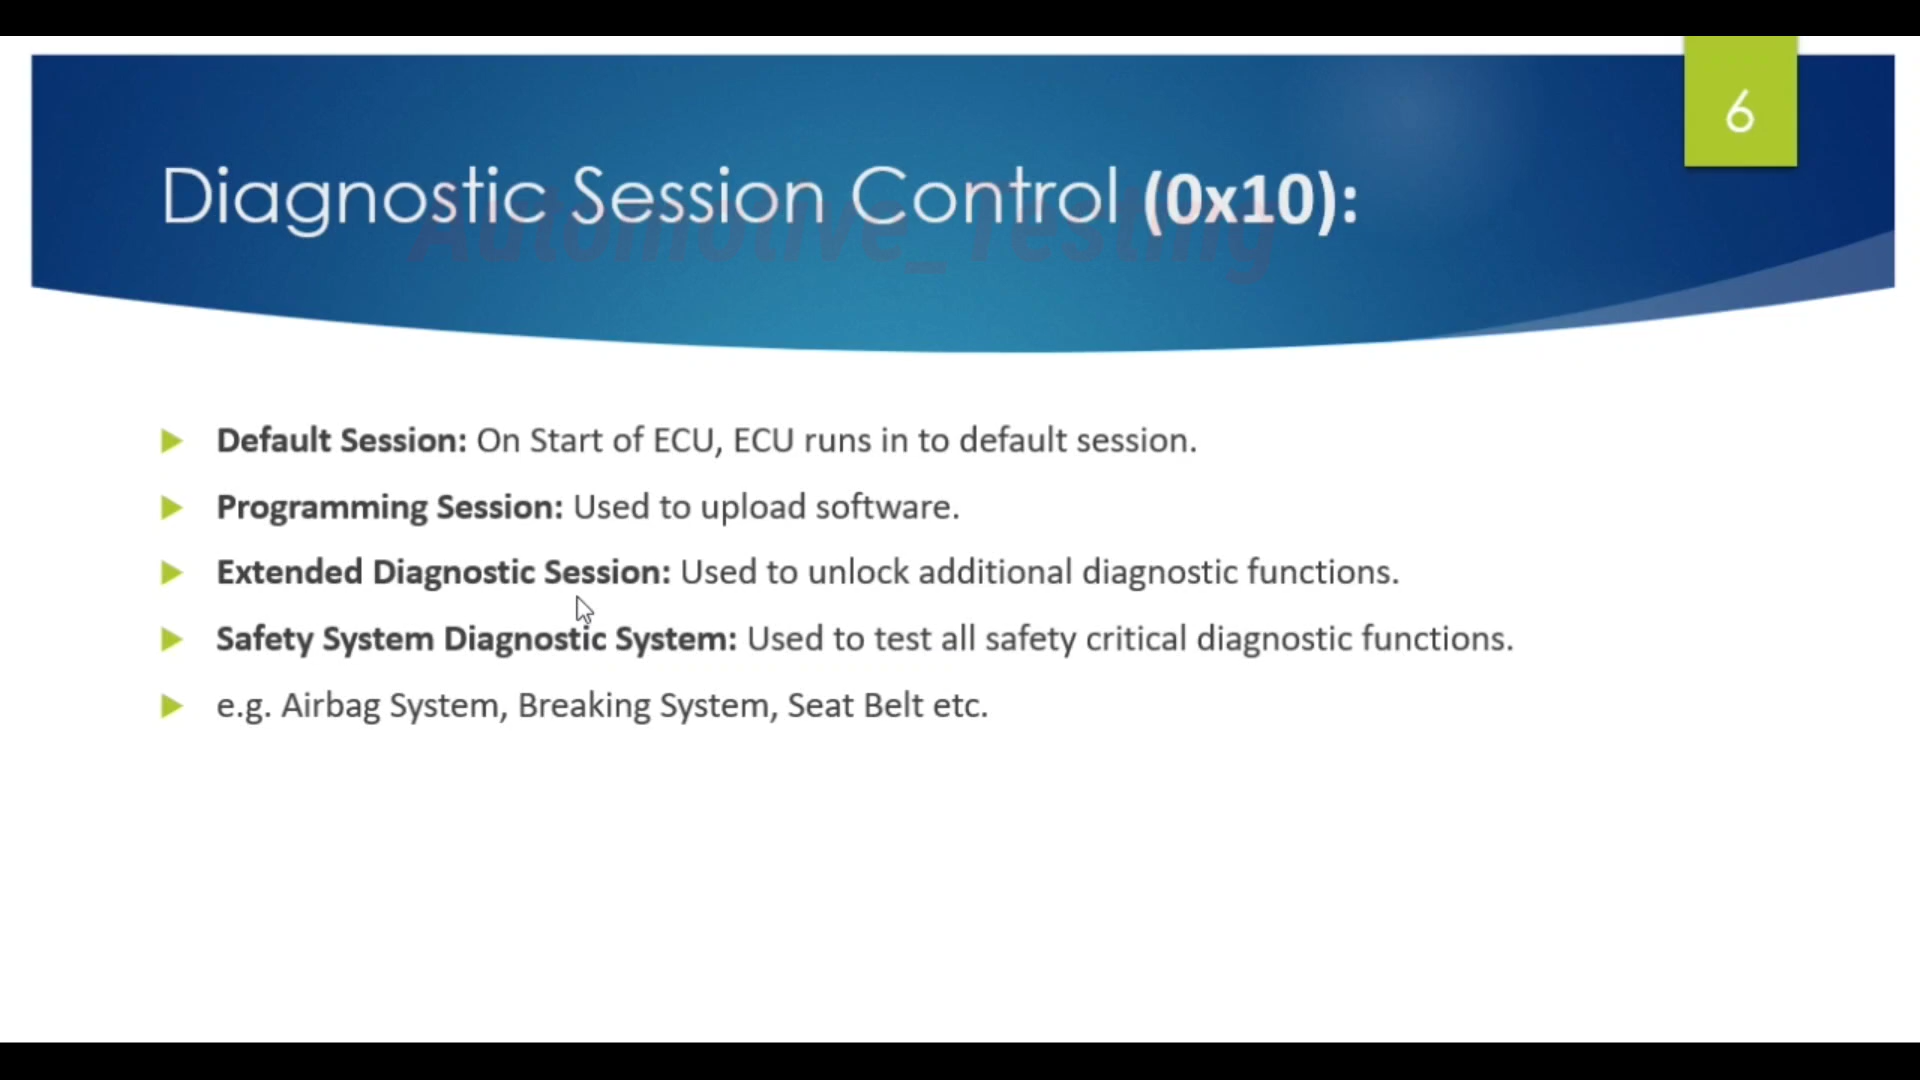 6
Diagnostic Session Control (0x10):
Automotive_Testing
Default Session: On Start of ECU, ECU runs in to default session.
Programming Session: Used to upload software.
Extended Diagnostic Session: Used to unlock additional diagnostic functions.
Safety System Diagnostic System: Used to test all safety critical diagnostic functions.
e.g. Airbag System, Breaking System, Seat Belt etc.